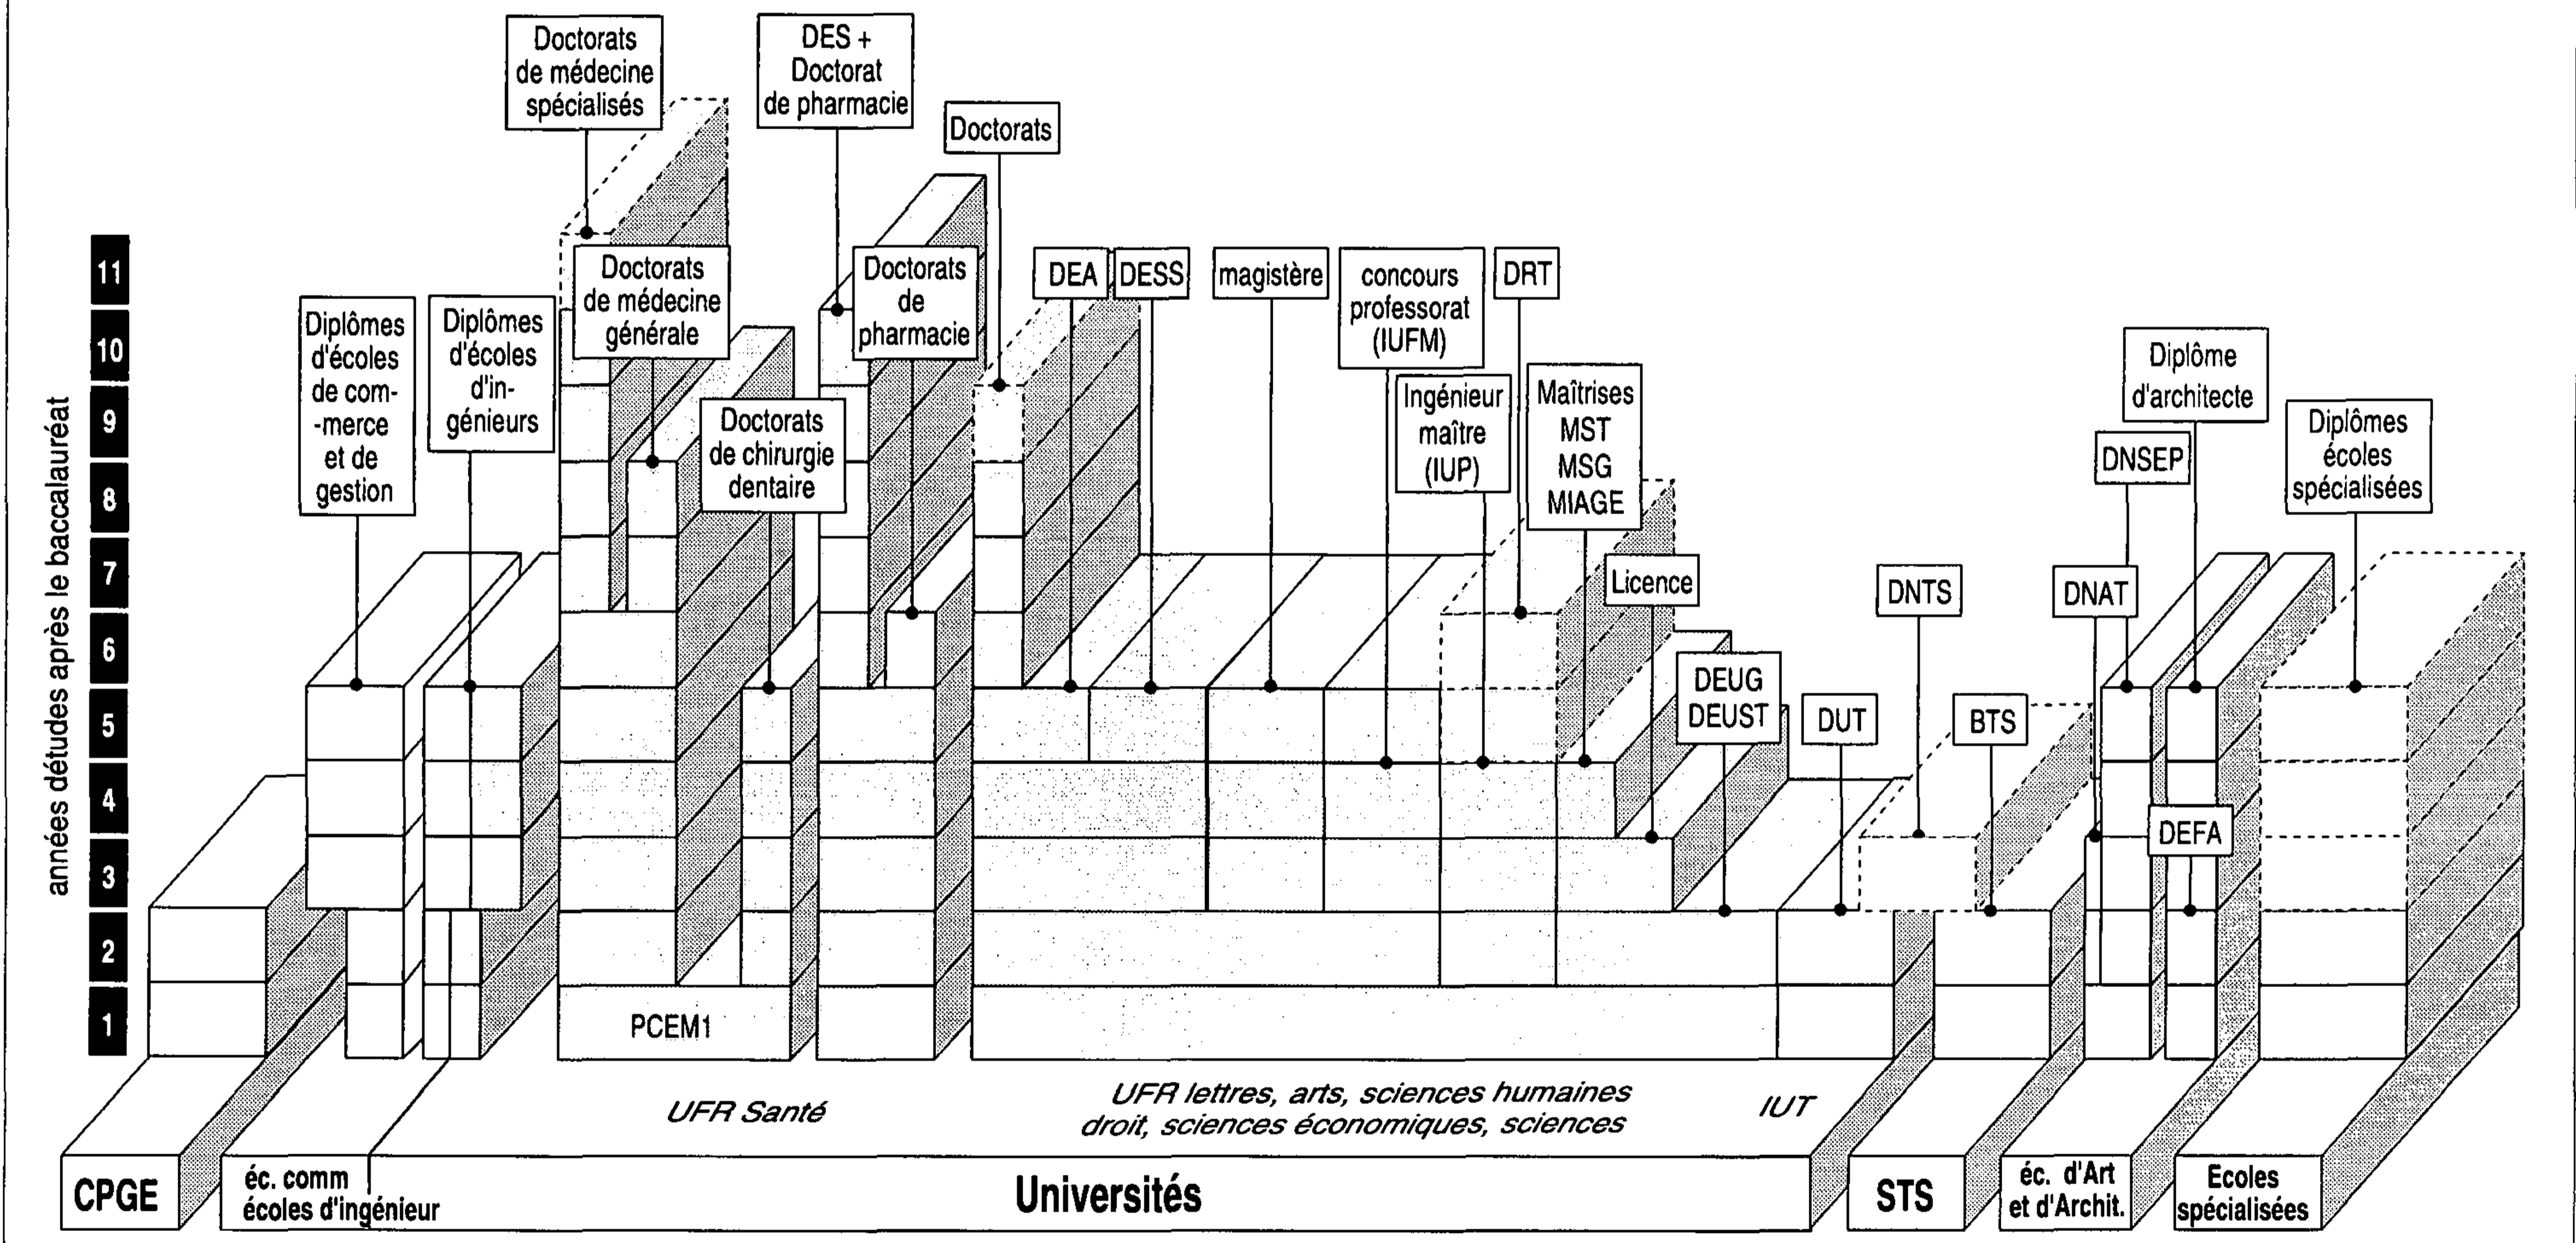 Doctorats
de médecine
spécialisés
DES +
Doctorat
de pharmacie
Doctorats
Doctorats
de médecine
générale
Doctorats
de
pharmacie
DEA
DESS
magistère
concours
professorat
(IUFM)
DRT
Diplômes
d'écoles
de com-
-merce
et de
gestion
Diplômes
d'écoles
d'in-
génieurs
Doctorats
de chirurgie
dentaire
Ingénieur
maître
(IUP)
Maîtrises
MST
MSG
MIAGE
Licence
DEUG
DEUST
DUT
DNTS
BTS
DNAT
DNSEP
Diplôme
d'architecte
DEFA
Diplômes
écoles
spécialisées
années détudes après le baccalauréat
11
10
9
8
7
6
5
4
3
2
1
PCEM1
UFR Santé
UFR lettres, arts, sciences humaines
droit, sciences économiques, sciences
IUT
CPGE
éc. comm
écoles d'ingénieur
Universités
STS
éc. d'Art
et d'Archit.
Ecoles
spécialisées